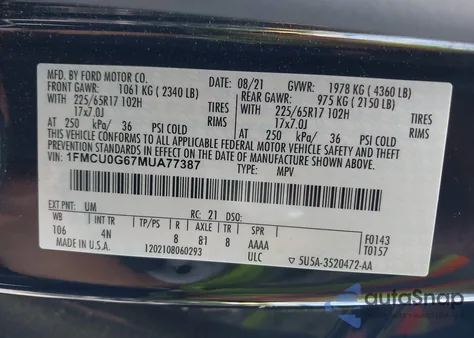 MFD. BY FORD MOTOR CO.
08/21 GVWR: 1978 KG ( 4360 LB)
FRONT GAWR: 1061 KG ( 2340 LB) REAR GAWR: 975 KG ( 2150 LB)
WITH 225/65R17 102H TIRES WITH 225/65R17 102H TIRES
17x7.0J RIMS 17x7.0J RIMS
AT 250 kPa/ 36 PSI COLD AT 250 kPa/ 36 PSI COLD
THIS VEHICLE CONFORMS TO ALL APPLICABLE FEDERAL MOTOR VEHICLE SAFETY, BUMPER, AND THEFT PREVENTION STANDARDS IN EFFECT ON THE DATE OF MANUFACTURE SHOWN ABOVE.
VIN: 1FMCU0G67MUA77387 TYPE: MPV
EXT PNT: UM RC: 21 DSO:
WB INT TR TP/PS R AXLE TR SPR
106 4N 8 81 8 AAAA F0143
MADE IN U.S.A. 1202108060293 ULC T0157
5U5A-3520472-AA
autoSnap